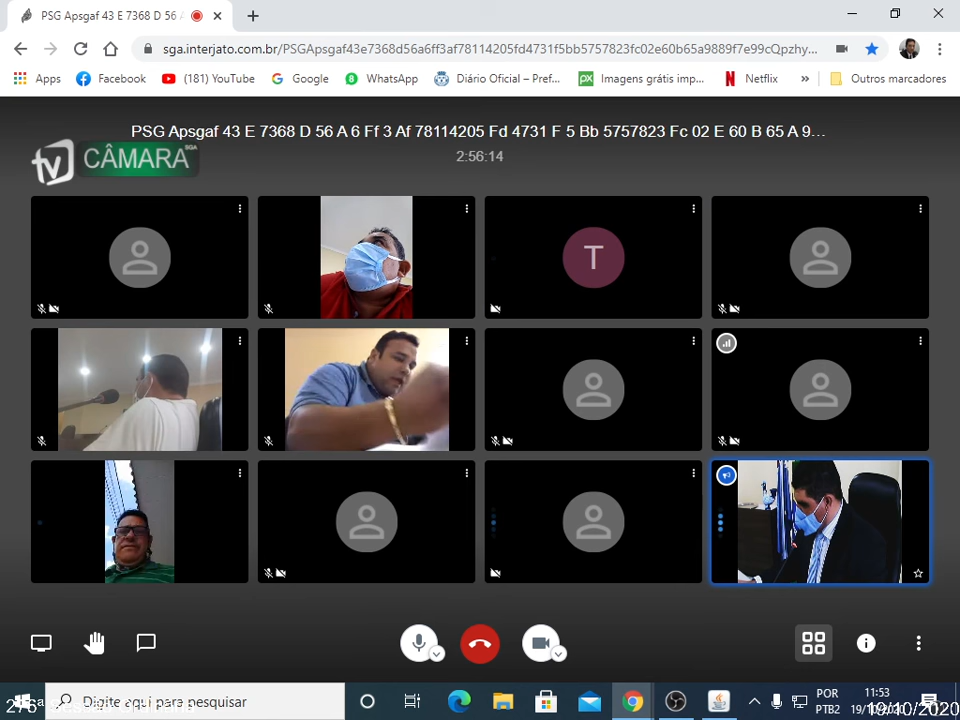 PSG Apsgaf 43 E 7368 D 56 A
sga.interjato.com.br/PSGApsgaf43e7368d56a6ff3af78114205fd4731f5bb5757823fc02e60b65a9889f7e99cQpzhy...
Apps Facebook (181) YouTube Google WhatsApp Diário Oficial – Pref... Imagens grátis imp... Netflix » Outros marcadores
PSG Apsgaf 43 E 7368 D 56 A 6 Ff 3 Af 78114205 Fd 4731 F 5 Bb 5757823 Fc 02 E 60 B 65 A 9...
2:56:14
tv CÂMARA SGA
T
Digite aqui para pesquisar
POR
PTB2
11:53
19/10/2020